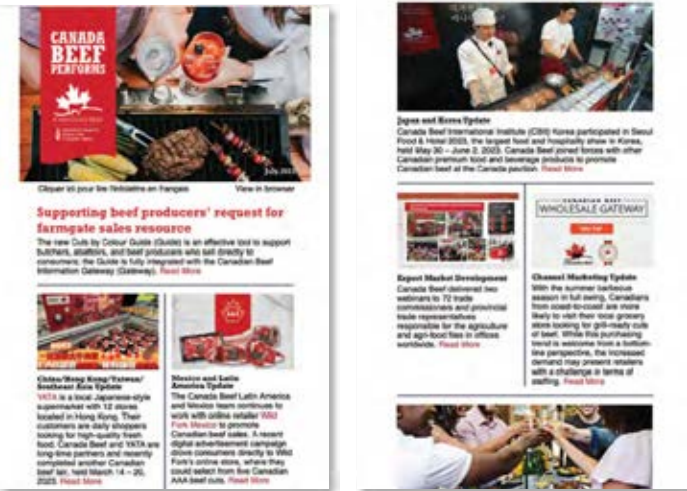 CANADA
BEEF
PERFORMS
July 2023
Cliquer ici pour lire l'infolettre en français
View in browser
Supporting beef producers' request for
farmgate sales resource
The new Cuts by Colour Guide (Guide) is an effective tool to support
butchers, abattoirs, and beef producers who sell directly to
consumers; the Guide is fully integrated with the Canadian Beef
Information Gateway (Gateway). Read More
China/Hong Kong/Taiwan/
Southeast Asia Update
YATA is a local Japanese-style
supermarket with 12 stores
located in Hong Kong. Their
customers are daily shoppers
looking for high-quality fresh
food. Canada Beef and YATA are
long-time partners and recently
completed another Canadian
beef fair, held March 14 – 20,
2023. Read More
Mexico and Latin
America Update
The Canada Beef Latin America
and Mexico team continues to
work with online retailer Wild
Fork Mexico to promote
Canadian beef sales. A recent
digital advertisement campaign
drove consumers directly to Wild
Fork's online store, where they
could select from five Canadian
AAA beef cuts. Read More
Japan and Korea Update
Canada Beef International Institute (CBII) Korea participated in Seoul
Food & Hotel 2023, the largest food and hospitality show in Korea,
held May 30 – June 2, 2023. Canada Beef joined forces with other
Canadian premium food and beverage products to promote
Canadian beef at the Canada pavilion. Read More
Export Market Development
Canada Beef delivered two
webinars to 72 trade
commissioners and provincial
trade representatives
responsible for the agriculture
and agri-food files in offices
worldwide. Read More
CANADIAN BEEF
WHOLESALE GATEWAY
Channel Marketing Update
With the summer barbecue
season in full swing, Canadians
from coast-to-coast are more
likely to visit their local grocery
store looking for grill-ready cuts
of beef. While this purchasing
trend is welcome from a bottom-
line perspective, the increased
demand may present retailers
with a challenge in terms of
staffing. Read More